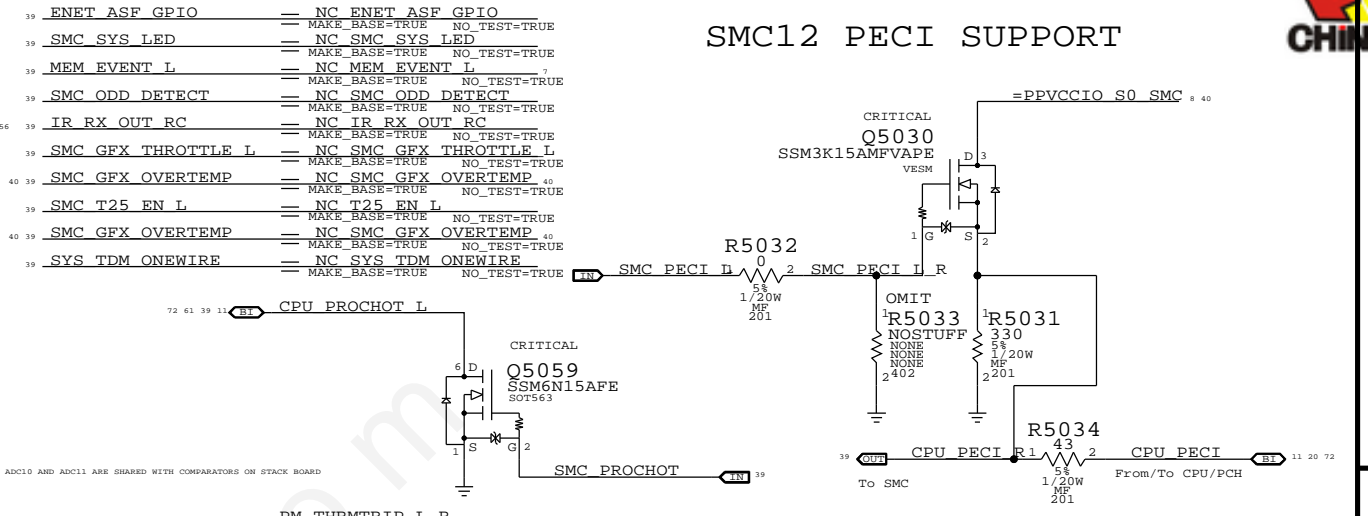 39 ENET_ASF_GPIO NC_ENET_ASF_GPIO
MAKE_BASE=TRUE NO_TEST=TRUE
39 SMC_SYS_LED NC_SMC_SYS_LED
MAKE_BASE=TRUE NO_TEST=TRUE
39 MEM_EVENT_L NC_MEM_EVENT_L 7
MAKE_BASE=TRUE NO_TEST=TRUE
39 SMC_ODD_DETECT NC_SMC_ODD_DETECT
MAKE_BASE=TRUE NO_TEST=TRUE
56 39 IR_RX_OUT_RC NC_IR_RX_OUT_RC
MAKE_BASE=TRUE NO_TEST=TRUE
39 SMC_GFX_THROTTLE_L NC_SMC_GFX_THROTTLE_L
MAKE_BASE=TRUE NO_TEST=TRUE
40 39 SMC_GFX_OVERTEMP NC_SMC_GFX_OVERTEMP 40
MAKE_BASE=TRUE NO_TEST=TRUE
39 SMC_T25_EN_L NC_T25_EN_L
MAKE_BASE=TRUE NO_TEST=TRUE
40 39 SMC_GFX_OVERTEMP NC_SMC_GFX_OVERTEMP 40
MAKE_BASE=TRUE NO_TEST=TRUE
39 SYS_TDM_ONEWIRE NC_SYS_TDM_ONEWIRE
MAKE_BASE=TRUE NO_TEST=TRUE
SMC12 PECI SUPPORT
=PPVCCIO_S0_SMC 8 40
CRITICAL
Q5030
SSM3K15AMFVAPE
VESM
D 3
1 G S 2
R5032
0
IN SMC_PECI_L 1 2 SMC_PECI_L_R
5%
1/20W
MF
201
OMIT
1 R5033
NOSTUFF
NONE
NONE
NONE
2 402
1 R5031
330
5%
1/20W
MF
2 201
72 61 39 11 BI CPU_PROCHOT_L
CRITICAL
Q5059
SSM6N15AFE
SOT563
6 D
1 S G 2
SMC_PROCHOT IN 39
R5034
43
39 OUT CPU_PECI_R 1 2 CPU_PECI BI 11 20 72
To SMC
5%
1/20W
MF
201
From/To CPU/PCH
ADC10 AND ADC11 ARE SHARED WITH COMPARATORS ON STACK BOARD
PM_THRMTRIP_L_R